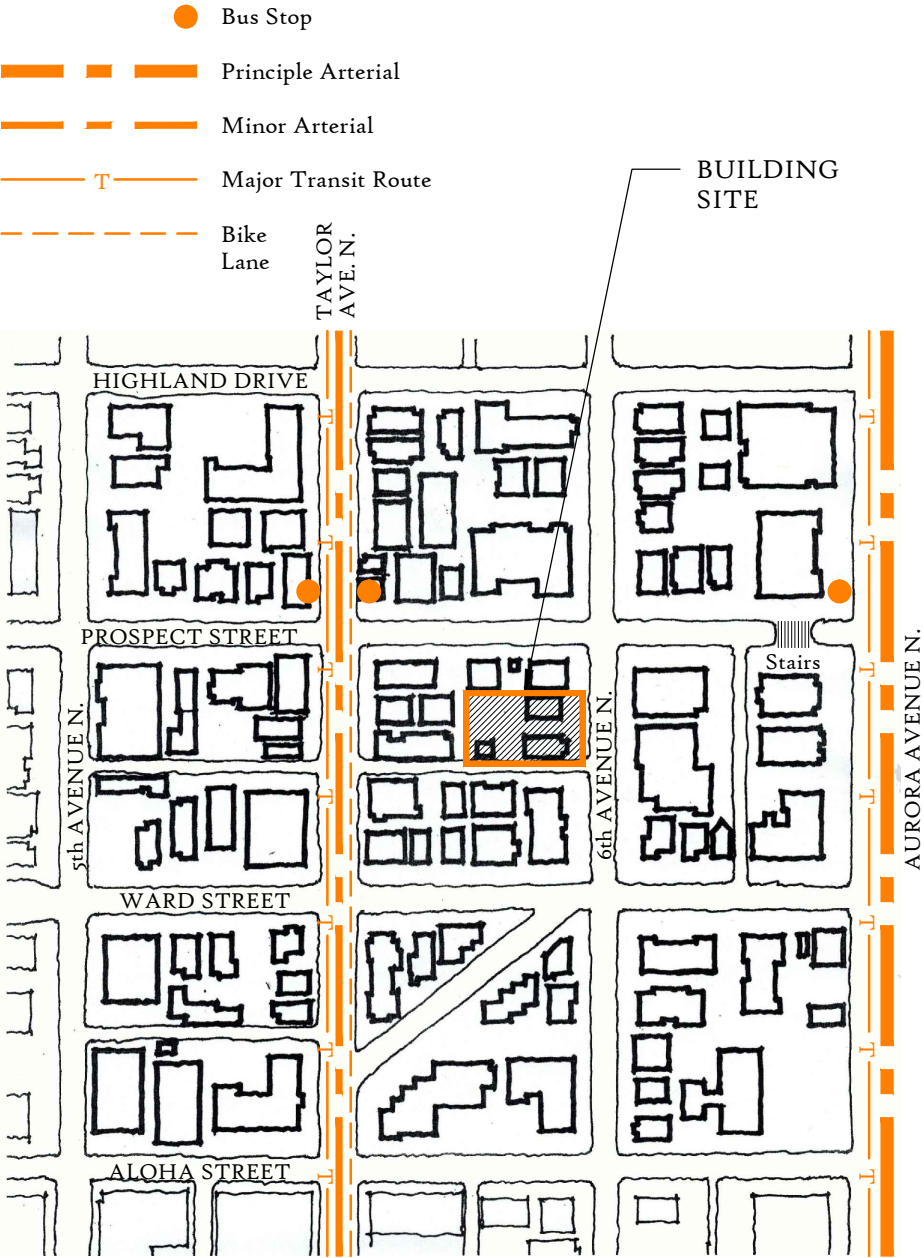 Bus Stop
Principle Arterial
Minor Arterial
T
Major Transit Route
Bike
Lane
BUILDING
SITE
TAYLOR
AVE. N.
HIGHLAND DRIVE
T
T
T
T
PROSPECT STREET
Stairs
T
T
5th AVENUE N.
6th AVENUE N.
AURORA AVENUE N.
T
T
WARD STREET
T
T
T
T
ALOHA STREET
T
T